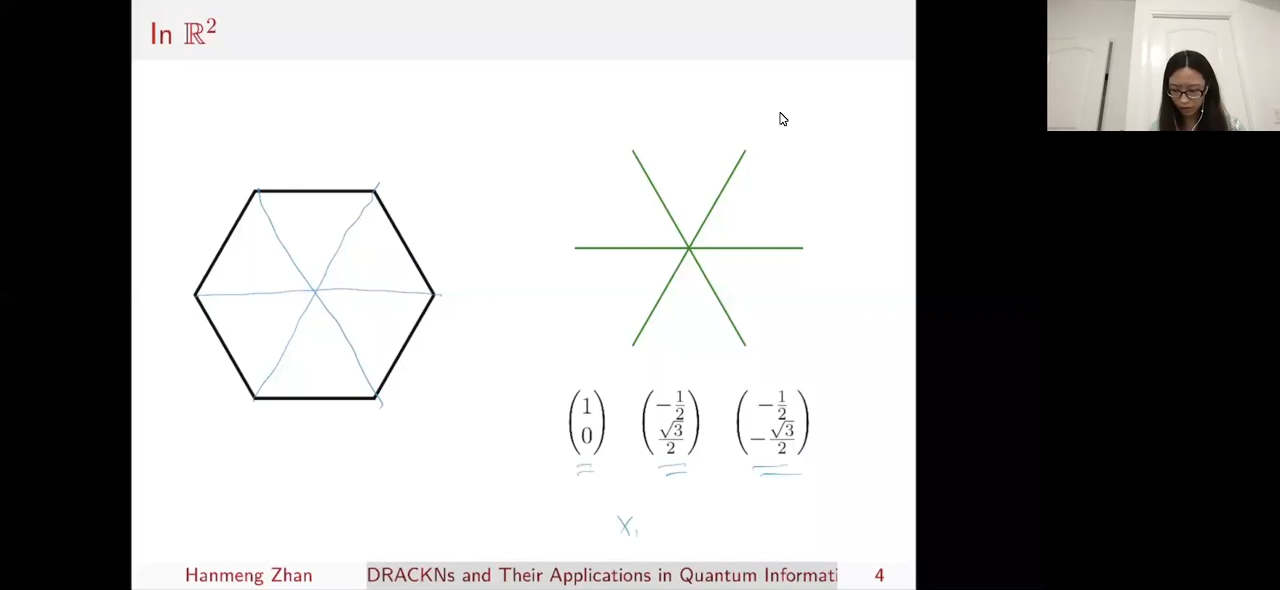 In ℝ²
(1 0) (-1/2 √3/2) (-1/2 -√3/2)
x₁
Hanmeng Zhan DRACKNs and Their Applications in Quantum Informati 4